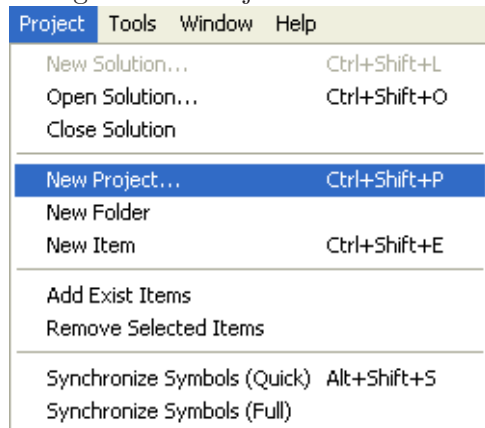 Project Tools Window Help
New Solution... Ctrl+Shift+L
Open Solution... Ctrl+Shift+O
Close Solution
New Project... Ctrl+Shift+P
New Folder
New Item Ctrl+Shift+E
Add Exist Items
Remove Selected Items
Synchronize Symbols (Quick) Alt+Shift+S
Synchronize Symbols (Full)